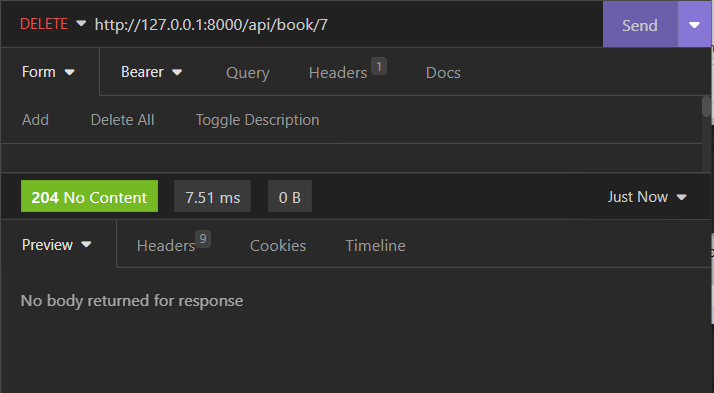 DELETE http://127.0.0.1:8000/api/book/7 Send
Form Bearer Query Headers 1 Docs
Add Delete All Toggle Description
204 No Content 7.51 ms 0 B Just Now
Preview Headers 9 Cookies Timeline
No body returned for response